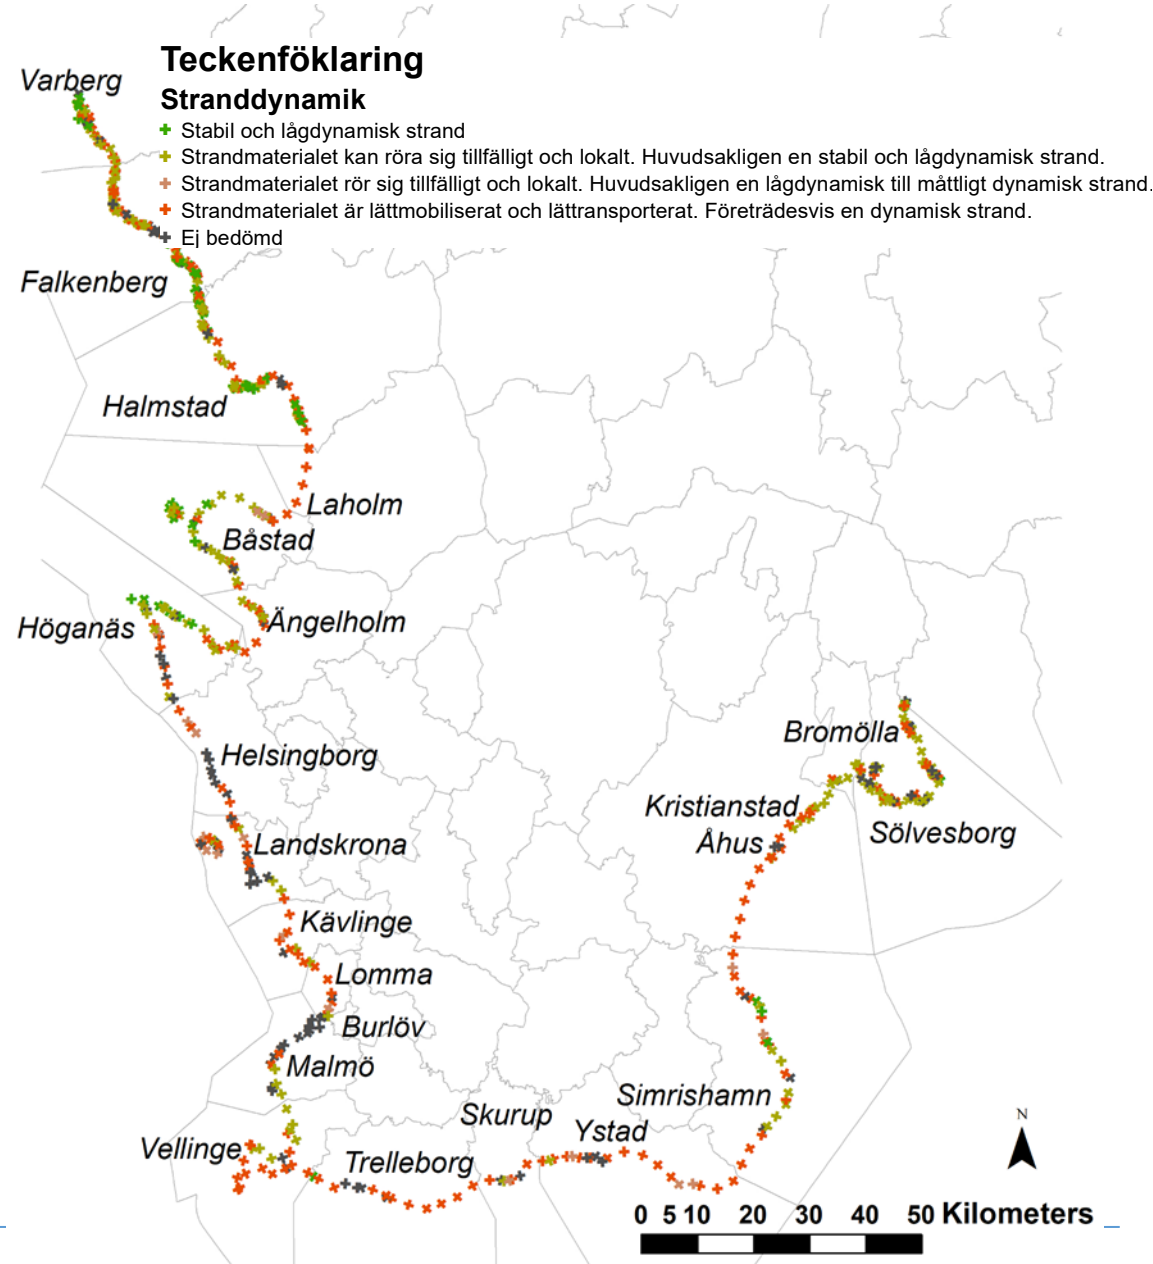 Teckenföklaring
Varberg
Stranddynamik
Stabil och lågdynamisk strand
Strandmaterialet kan röra sig tillfälligt och lokalt. Huvudsakligen en stabil och lågdynamisk strand.
Strandmaterialet rör sig tillfälligt och lokalt. Huvudsakligen en lågdynamisk till måttligt dynamisk strand.
Strandmaterialet är lättmobiliserat och lättransporterat. Företrädesvis en dynamisk strand.
Ej bedömd
Falkenberg
Halmstad
Laholm
Båstad
Ängelholm
Höganäs
Bromölla
Helsingborg
Kristianstad
Sölvesborg
Åhus
Landskrona
Kävlinge
Lomma
Burlöv
Malmö
Simrishamn
Skurup
N
Ystad
Vellinge
Trelleborg
0 5 10 20 30 40 50 Kilometers